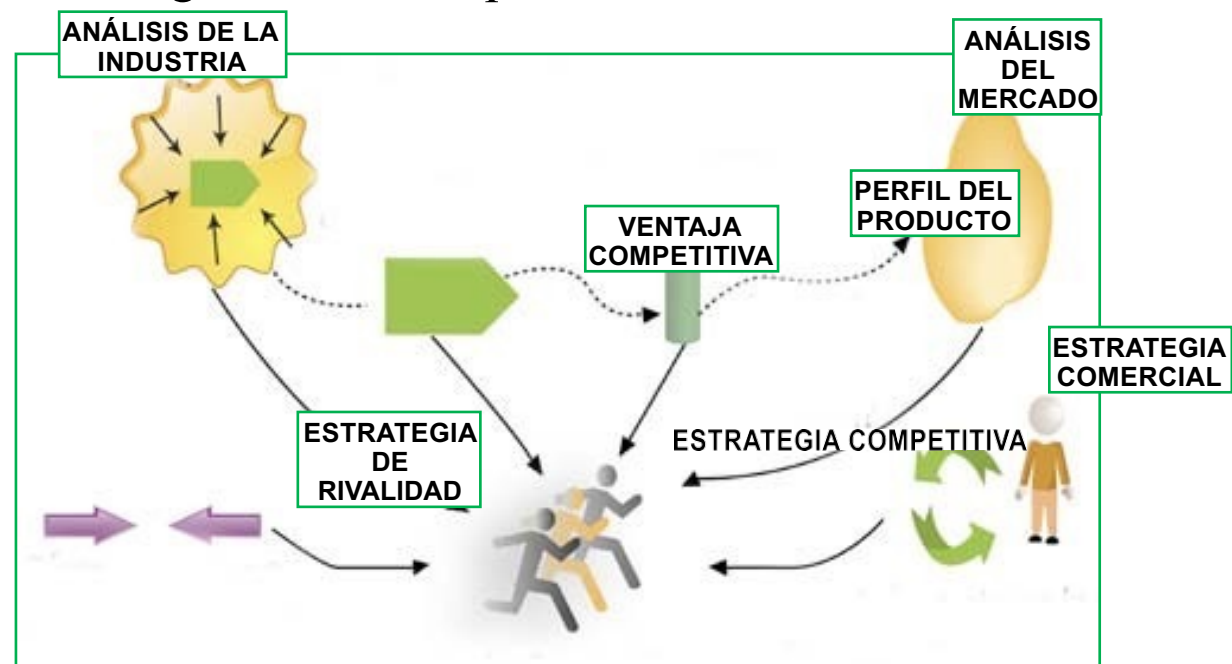 ANÁLISIS DE LA
INDUSTRIA
ANÁLISIS
DEL
MERCADO
PERFIL DEL
PRODUCTO
VENTAJA
COMPETITIVA
ESTRATEGIA
COMERCIAL
ESTRATEGIA
DE
RIVALIDAD
ESTRATEGIA COMPETITIVA